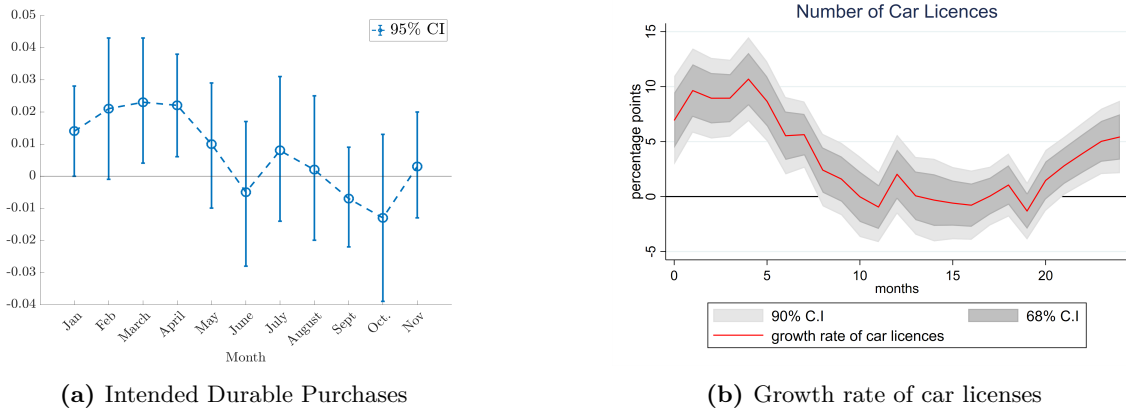 0.05
0.04
0.03
0.02
0.01
0
-0.01
-0.02
-0.03
-0.04
95% CI
Jan
Feb
March
April
May
June
July
August
Sept
Oct.
Nov
Month
(a) Intended Durable Purchases
Number of Car Licences
percentage points
15
10
5
0
-5
0
5
10
15
20
months
90% C.I
68% C.I
growth rate of car licences
(b) Growth rate of car licenses